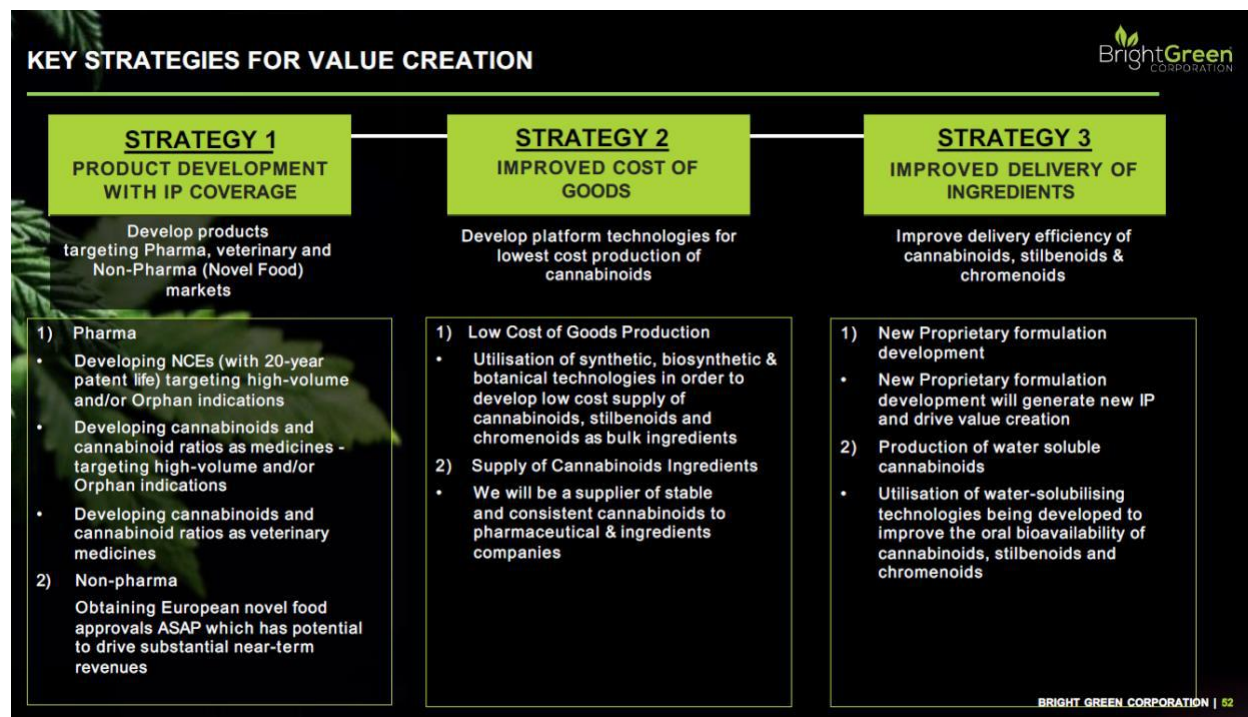 KEY STRATEGIES FOR VALUE CREATION
BrightGreen
CORPORATION
STRATEGY 1
PRODUCT DEVELOPMENT
WITH IP COVERAGE
Develop products
targeting Pharma, veterinary and
Non-Pharma (Novel Food)
markets
1) Pharma
• Developing NCEs (with 20-year
patent life) targeting high-volume
and/or Orphan indications
• Developing cannabinoids and
cannabinoid ratios as medicines -
targeting high-volume and/or
Orphan indications
• Developing cannabinoids and
cannabinoid ratios as veterinary
medicines
2) Non-pharma
Obtaining European novel food
approvals ASAP which has potential
to drive substantial near-term
revenues
STRATEGY 2
IMPROVED COST OF
GOODS
Develop platform technologies for
lowest cost production of
cannabinoids
1) Low Cost of Goods Production
• Utilisation of synthetic, biosynthetic &
botanical technologies in order to
develop low cost supply of
cannabinoids, stilbenoids and
chromenoids as bulk ingredients
2) Supply of Cannabinoids Ingredients
• We will be a supplier of stable
and consistent cannabinoids to
pharmaceutical & ingredients
companies
STRATEGY 3
IMPROVED DELIVERY OF
INGREDIENTS
Improve delivery efficiency of
cannabinoids, stilbenoids &
chromenoids
1) New Proprietary formulation
development
• New Proprietary formulation
development will generate new IP
and drive value creation
2) Production of water soluble
cannabinoids
• Utilisation of water-solubilising
technologies being developed to
improve the oral bioavailability of
cannabinoids, stilbenoids and
chromenoids
BRIGHT GREEN CORPORATION | 52